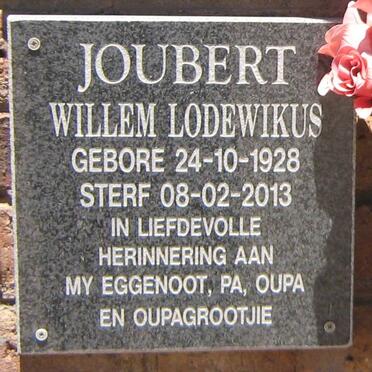 JOUBERT
WILLEM LODEWIKUS
GEBORE 24-10-1928
STERF 08-02-2013
IN LIEFDEVOLLE
HERINNERING AAN
MY EGGENOOT, PA, OUPA
EN OUPAGROOTJIE